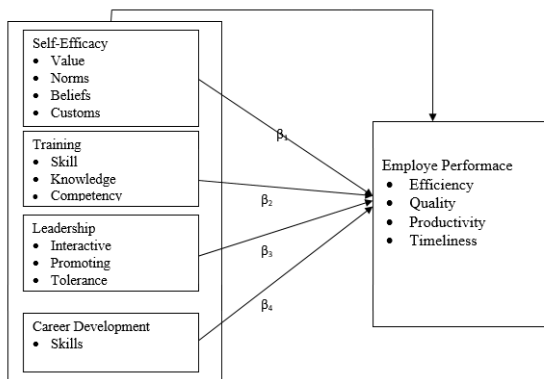 Self-Efficacy
• Value
• Norms
• Beliefs
• Customs
Training
• Skill
• Knowledge
• Competency
Leadership
• Interactive
• Promoting
• Tolerance
Career Development
• Skills
β1
β2
β3
β4
Employe Performace
• Efficiency
• Quality
• Productivity
• Timeliness